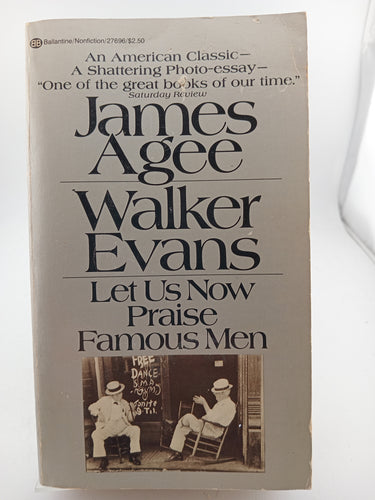 BB Ballantine/Nonfiction/27696/$2.50
An American Classic—
A Shattering Photo-essay—
“One of the great books of our time.”
Saturday Review
James
Agee
Walker
Evans
Let Us Now
Praise
Famous Men
FREE
DANCE
S.M.B.